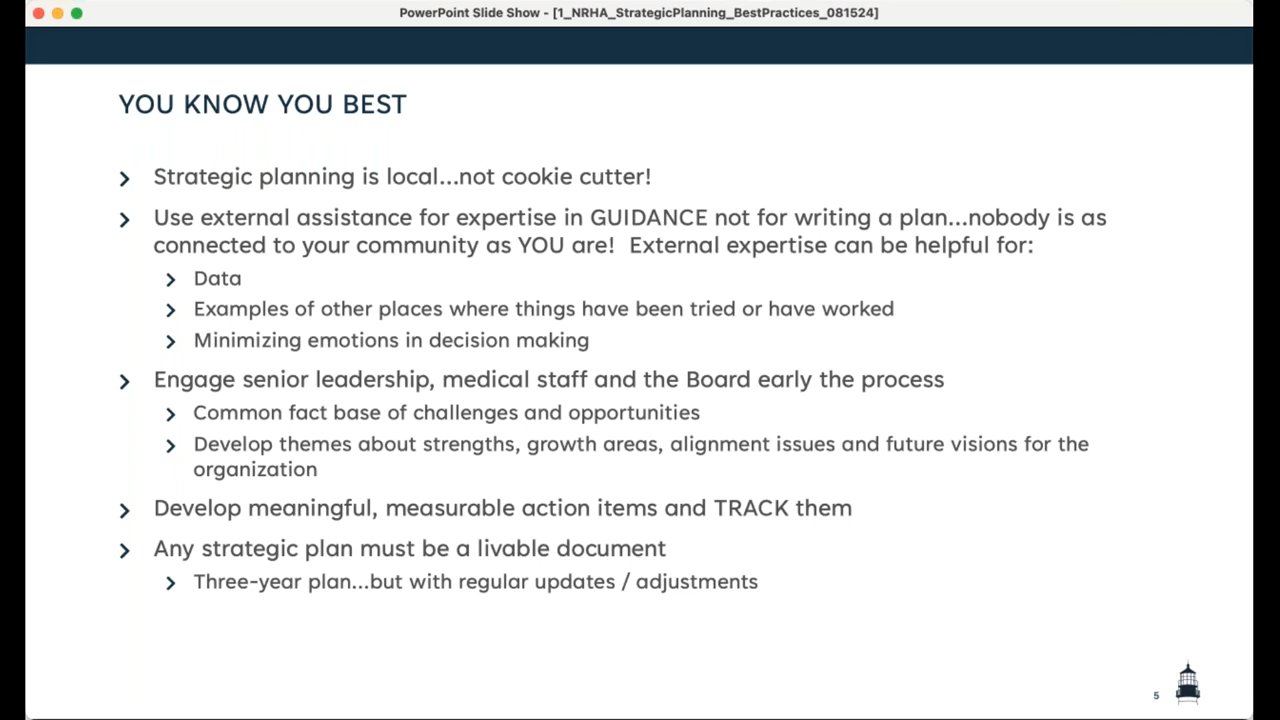 PowerPoint Slide Show - [1_NRHA_StrategicPlanning_BestPractices_081524]
YOU KNOW YOU BEST
Strategic planning is local...not cookie cutter!
Use external assistance for expertise in GUIDANCE not for writing a plan...nobody is as
connected to your community as YOU are!  External expertise can be helpful for:
Data
Examples of other places where things have been tried or have worked
Minimizing emotions in decision making
Engage senior leadership, medical staff and the Board early the process
Common fact base of challenges and opportunities
Develop themes about strengths, growth areas, alignment issues and future visions for the
organization
Develop meaningful, measurable action items and TRACK them
Any strategic plan must be a livable document
Three-year plan...but with regular updates / adjustments
5